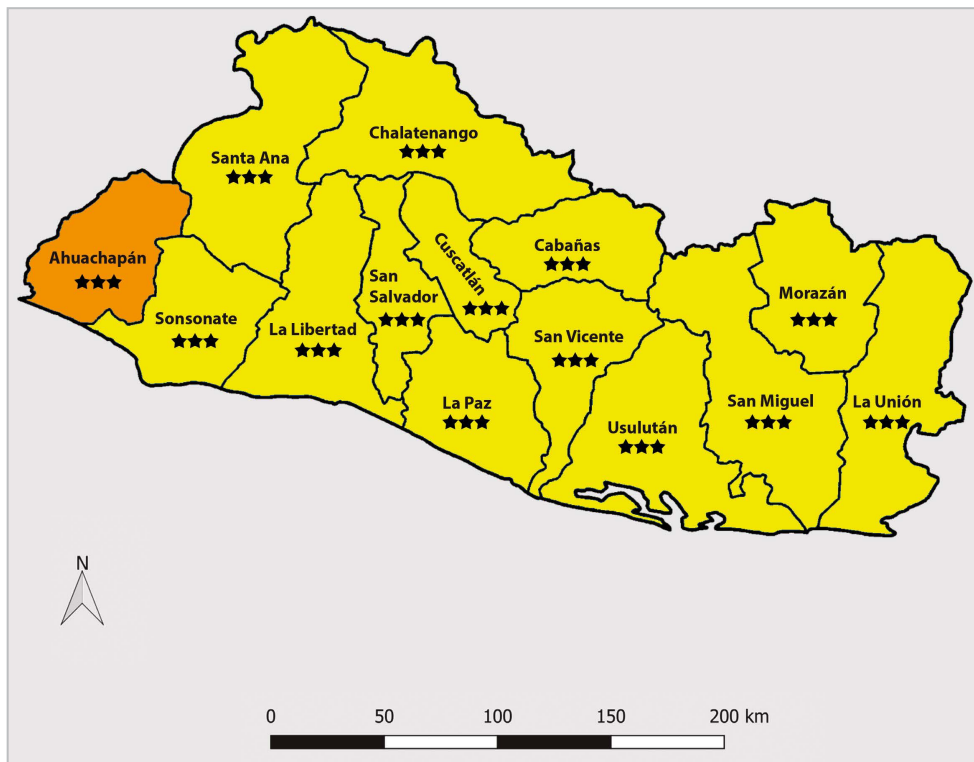 Chalatenango
★★★
Santa Ana
★★★
Ahuachapán
★★★
Cuscatlán
★★★
Cabañas
★★★
San
Salvador
★★★
Morazán
★★★
Sonsonate
★★★
La Libertad
★★★
San Vicente
★★★
La Paz
★★★
San Miguel
★★★
La Unión
★★★
Usulután
★★★
N
0 50 100 150 200 km